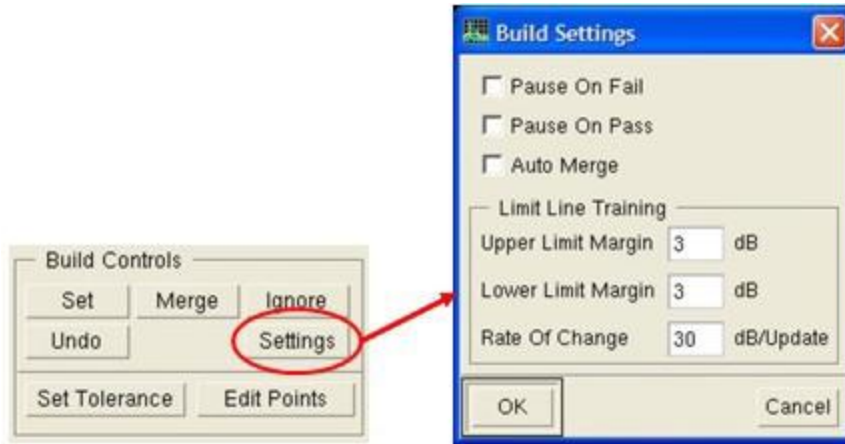 Build Controls
Set Merge Ignore
Undo Settings
Set Tolerance Edit Points
Build Settings
Pause On Fail
Pause On Pass
Auto Merge
Limit Line Training
Upper Limit Margin 3 dB
Lower Limit Margin 3 dB
Rate Of Change 30 dB/Update
OK Cancel